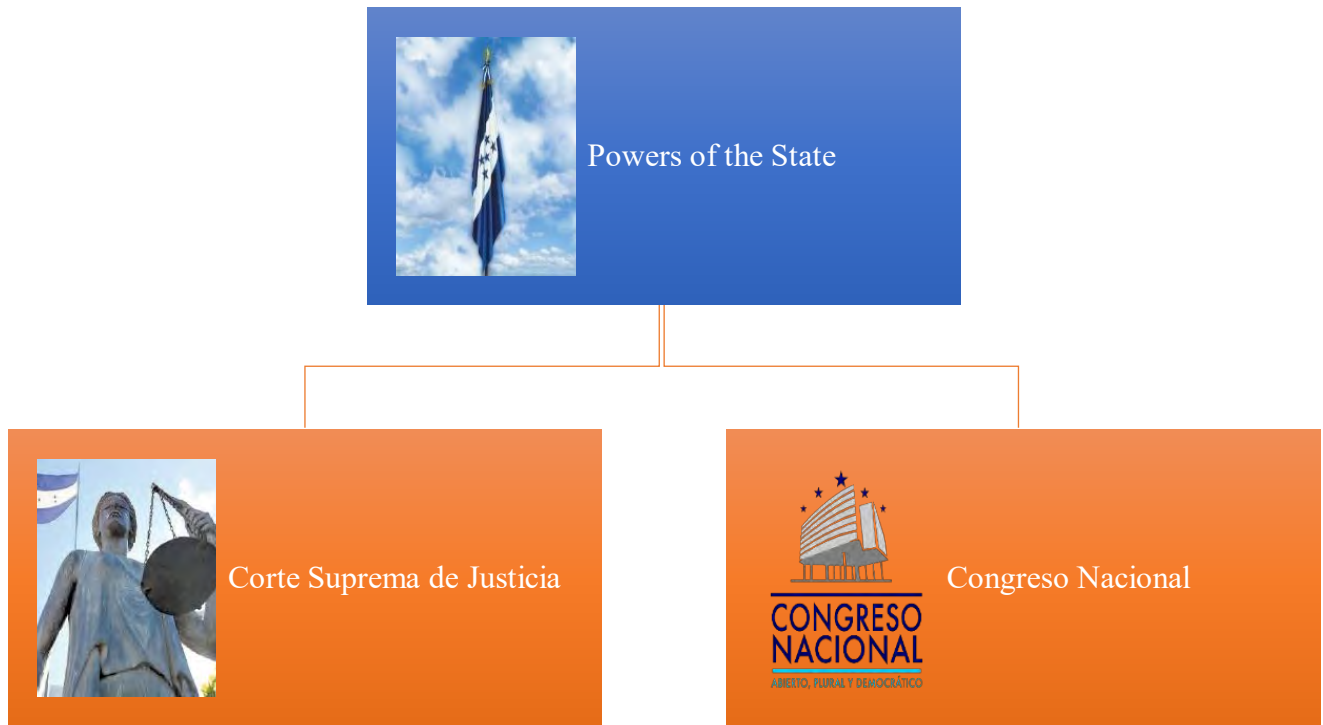 Powers of the State
Corte Suprema de Justicia
Congreso Nacional
CONGRESO
NACIONAL
ABIERTO, PLURAL Y DEMOCRÁTICO